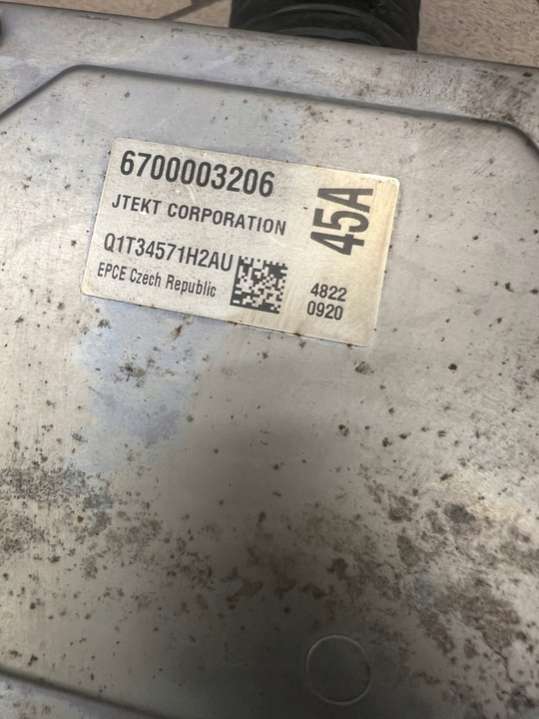 6700003206
JTEKT CORPORATION
45A
Q1T34571H2AU
EPCE Czech Republic
4822
0920